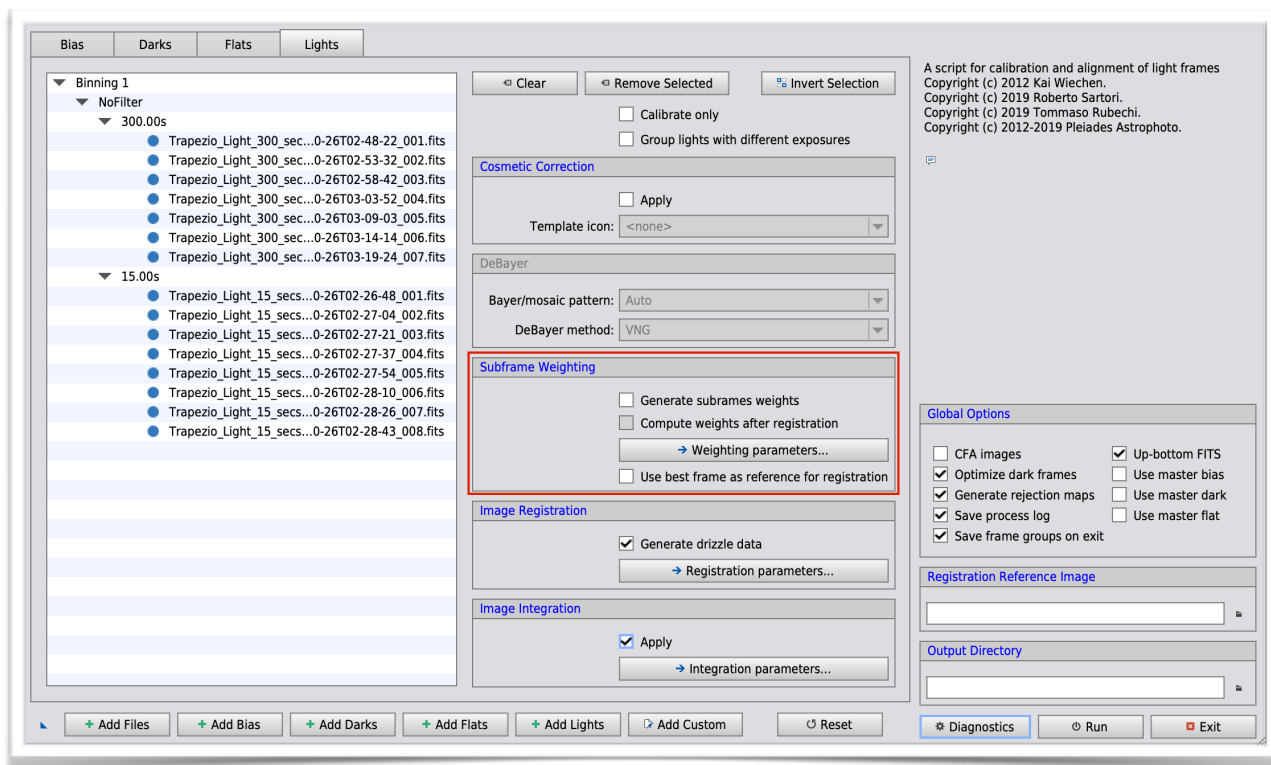 Bias Darks Flats Lights
Binning 1
NoFilter
300.00s
Trapezio_Light_300_sec...0-26T02-48-22_001.fits
Trapezio_Light_300_sec...0-26T02-53-32_002.fits
Trapezio_Light_300_sec...0-26T02-58-42_003.fits
Trapezio_Light_300_sec...0-26T03-03-52_004.fits
Trapezio_Light_300_sec...0-26T03-09-03_005.fits
Trapezio_Light_300_sec...0-26T03-14-14_006.fits
Trapezio_Light_300_sec...0-26T03-19-24_007.fits
15.00s
Trapezio_Light_15_secs...0-26T02-26-48_001.fits
Trapezio_Light_15_secs...0-26T02-27-04_002.fits
Trapezio_Light_15_secs...0-26T02-27-21_003.fits
Trapezio_Light_15_secs...0-26T02-27-37_004.fits
Trapezio_Light_15_secs...0-26T02-27-54_005.fits
Trapezio_Light_15_secs...0-26T02-28-10_006.fits
Trapezio_Light_15_secs...0-26T02-28-26_007.fits
Trapezio_Light_15_secs...0-26T02-28-43_008.fits
Clear Remove Selected Invert Selection
Calibrate only
Group lights with different exposures
Cosmetic Correction
Apply
Template icon: <none>
DeBayer
Bayer/mosaic pattern: Auto
DeBayer method: VNG
Subframe Weighting
Generate subrames weights
Compute weights after registration
Weighting parameters...
Use best frame as reference for registration
Image Registration
Generate drizzle data
Registration parameters...
Image Integration
Apply
Integration parameters...
A script for calibration and alignment of light frames
Copyright (c) 2012 Kai Wiechen.
Copyright (c) 2019 Roberto Sartori.
Copyright (c) 2019 Tommaso Rubechi.
Copyright (c) 2012-2019 Pleiades Astrophoto.
Global Options
CFA images Up-bottom FITS
Optimize dark frames Use master bias
Generate rejection maps Use master dark
Save process log Use master flat
Save frame groups on exit
Registration Reference Image
Output Directory
Add Files Add Bias Add Darks Add Flats Add Lights Add Custom Reset Diagnostics Run Exit